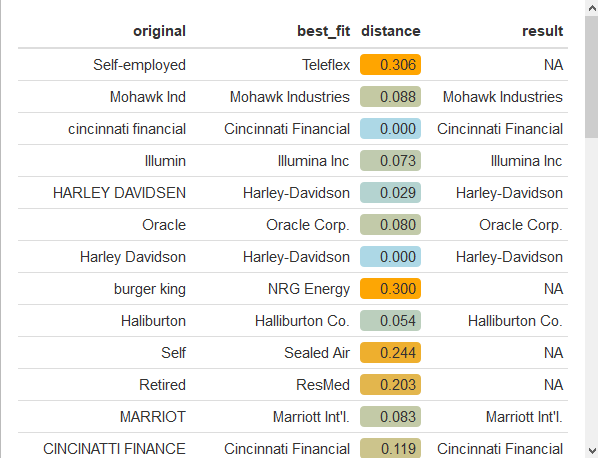 original best_fit distance result
Self-employed Teleflex 0.306 NA
Mohawk Ind Mohawk Industries 0.088 Mohawk Industries
cincinnati financial Cincinnati Financial 0.000 Cincinnati Financial
Illumin Illumina Inc 0.073 Illumina Inc
HARLEY DAVIDSEN Harley-Davidson 0.029 Harley-Davidson
Oracle Oracle Corp. 0.080 Oracle Corp.
Harley Davidson Harley-Davidson 0.000 Harley-Davidson
burger king NRG Energy 0.300 NA
Haliburton Halliburton Co. 0.054 Halliburton Co.
Self Sealed Air 0.244 NA
Retired ResMed 0.203 NA
MARRIOT Marriott Int'l. 0.083 Marriott Int'l.
CINCINATTI FINANCE Cincinnati Financial 0.119 Cincinnati Financial